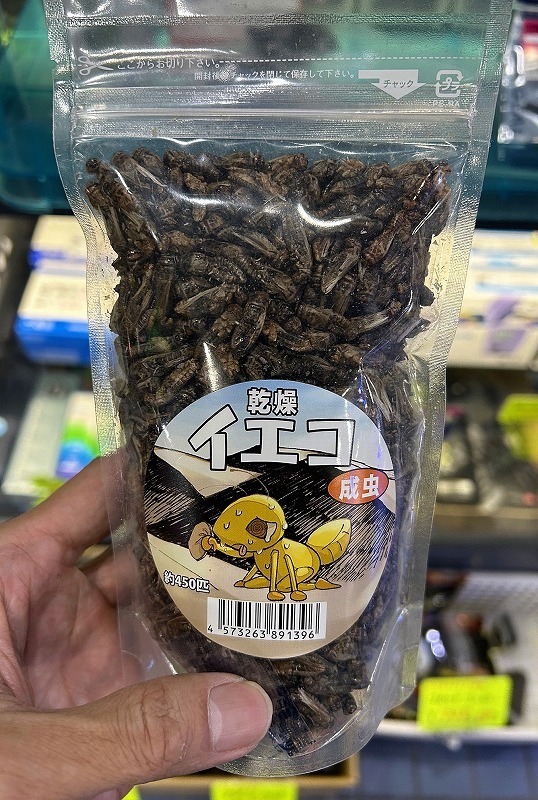 ここからお切り下さい。
開封後はチャックを閉じて保存して下さい。
チャック
プラ
乾燥
イエコ
成虫
約450匹
4 573263 891396